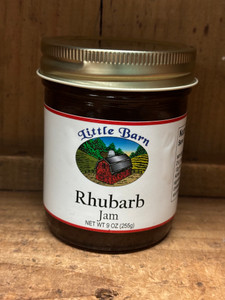 Little Barn
Rhubarb
Jam
NET WT 9 OZ (255g)